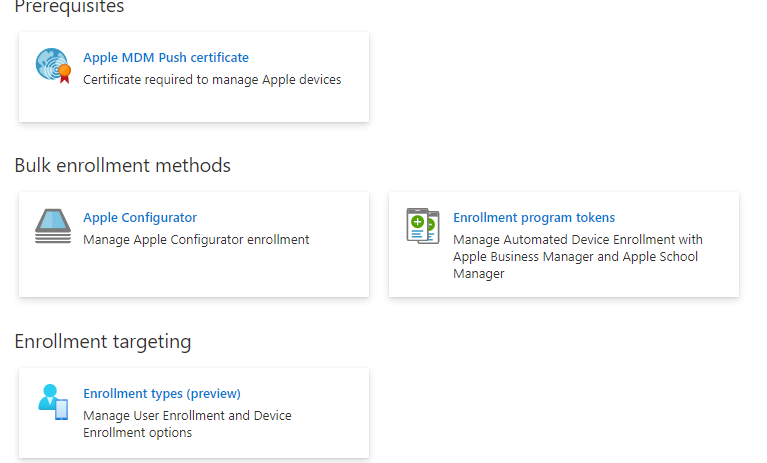 Prerequisites
Apple MDM Push certificate
Certificate required to manage Apple devices
Bulk enrollment methods
Apple Configurator
Manage Apple Configurator enrollment
Enrollment program tokens
Manage Automated Device Enrollment with
Apple Business Manager and Apple School
Manager
Enrollment targeting
Enrollment types (preview)
Manage User Enrollment and Device
Enrollment options